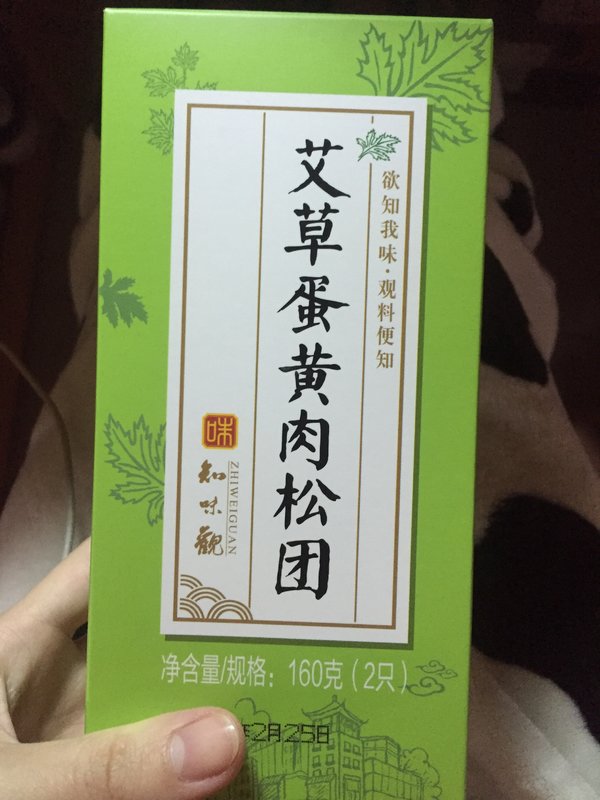 欲知我味·观料便知
艾草蛋黄肉松团
味
知味觀
ZHIWEIGUAN
净含量/规格：160克（2只）
2月25日